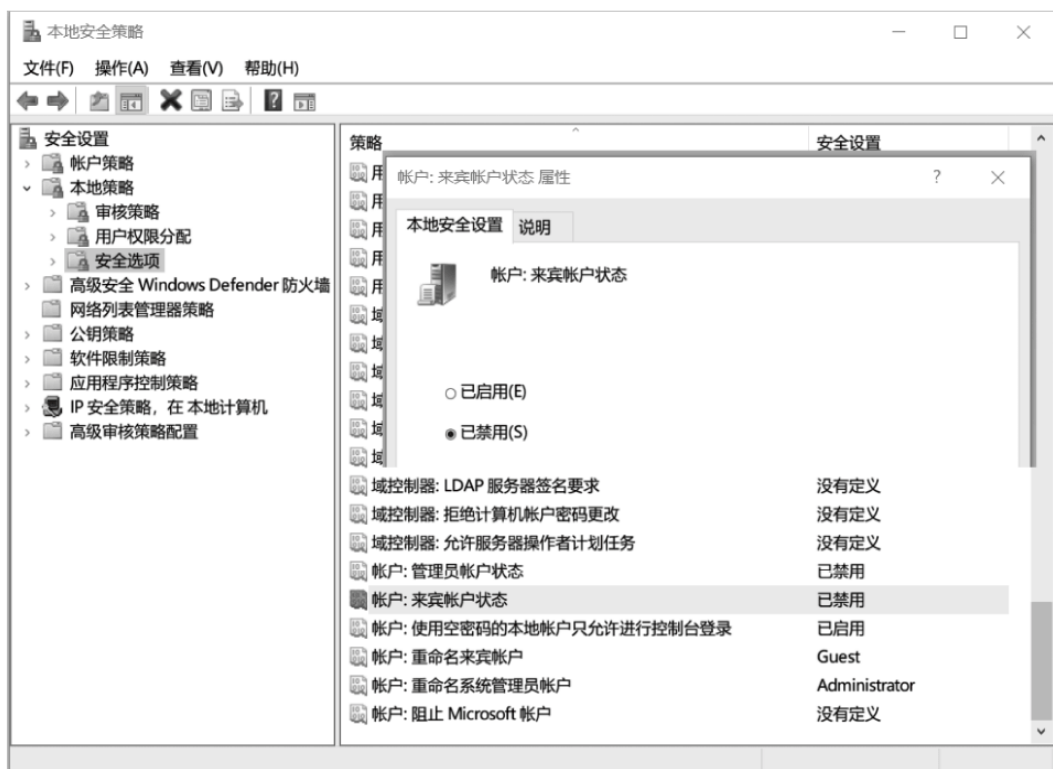 本地安全策略
文件(F) 操作(A) 查看(V) 帮助(H)
安全设置
帐户策略
本地策略
审核策略
用户权限分配
安全选项
高级安全 Windows Defender 防火墙
网络列表管理器策略
公钥策略
软件限制策略
应用程序控制策略
IP 安全策略，在 本地计算机
高级审核策略配置
策略 安全设置
用
用
用
用
用
域
域
域
域
域
域
帐户: 来宾帐户状态 属性
本地安全设置 说明
帐户: 来宾帐户状态
已启用(E)
已禁用(S)
域控制器: LDAP 服务器签名要求 没有定义
域控制器: 拒绝计算机帐户密码更改 没有定义
域控制器: 允许服务器操作者计划任务 没有定义
帐户: 管理员帐户状态 已禁用
帐户: 来宾帐户状态 已禁用
帐户: 使用空密码的本地帐户只允许进行控制台登录 已启用
帐户: 重命名来宾帐户 Guest
帐户: 重命名系统管理员帐户 Administrator
帐户: 阻止 Microsoft 帐户 没有定义